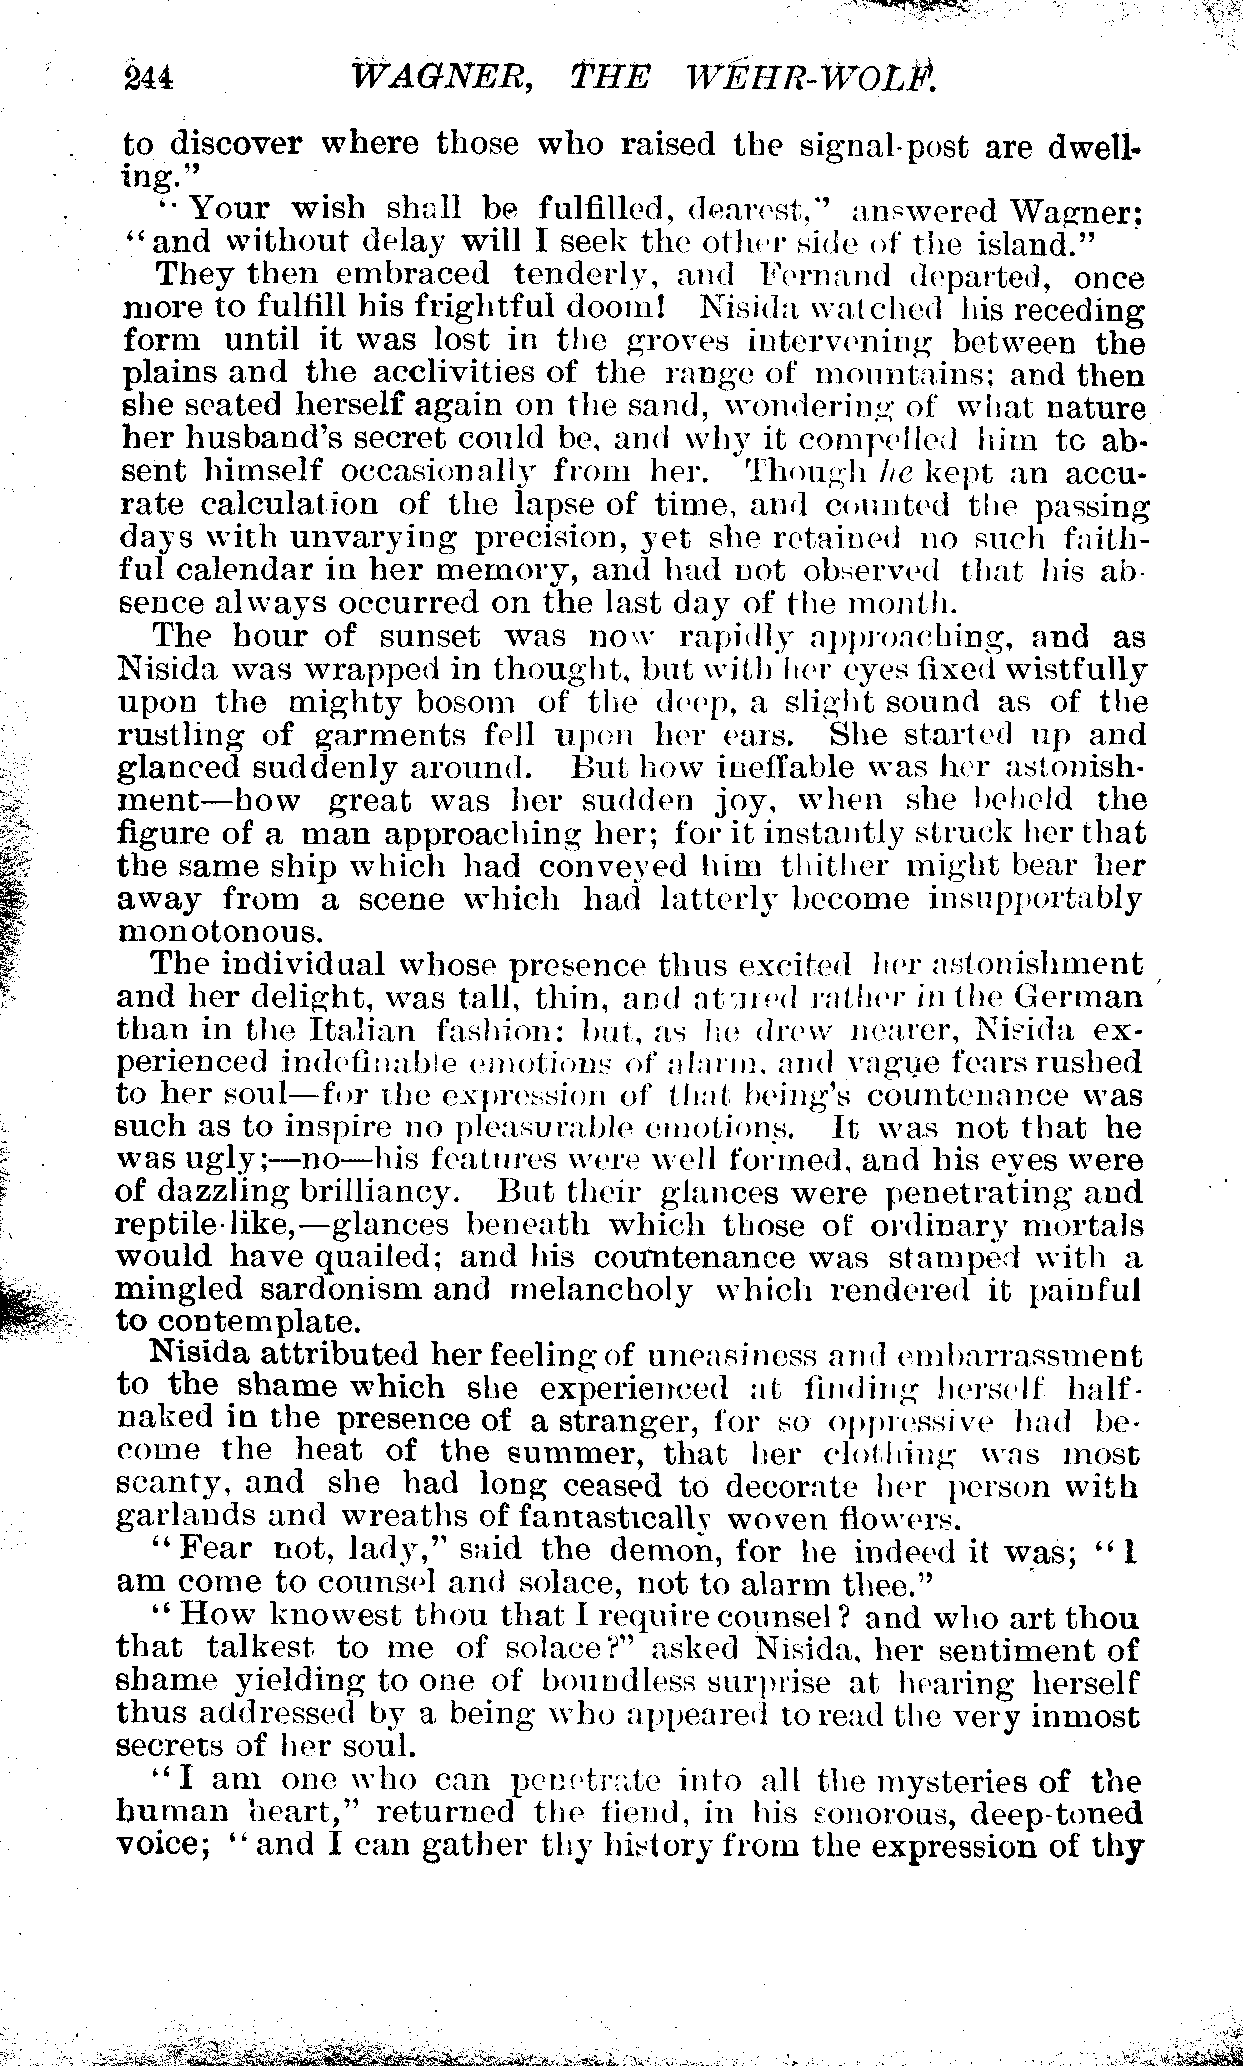 244 WAGNER, THE WEHR-WOLF.
to discover where those who raised the signal-post are dwell-
ing."
"Your wish shall be fulfilled, dearest," answered Wagner;
"and without delay will I seek the other side of the island."
They then embraced tenderly, and Fernand departed, once
more to fulfill his frightful doom! Nisida watched his receding
form until it was lost in the groves intervening between the
plains and the acclivities of the range of mountains; and then
she seated herself again on the sand, wondering of what nature
her husband's secret could be, and why it compelled him to ab-
sent himself occasionally from her. Though he kept an accu-
rate calculation of the lapse of time, and counted the passing
days with unvarying precision, yet she retained no such faith-
ful calendar in her memory, and had not observed that his ab-
sence always occurred on the last day of the month.
The hour of sunset was now rapidly approaching, and as
Nisida was wrapped in thought, but with her eyes fixed wistfully
upon the mighty bosom of the deep, a slight sound as of the
rustling of garments fell upon her ears. She started up and
glanced suddenly around. But how ineffable was her astonish-
ment—how great was her sudden joy, when she beheld the
figure of a man approaching her; for it instantly struck her that
the same ship which had conveyed him thither might bear her
away from a scene which had latterly become insupportably
monotonous.
The individual whose presence thus excited her astonishment
and her delight, was tall, thin, and attired rather in the German
than in the Italian fashion: but, as he drew nearer, Nisida ex-
perienced indefinable emotions of alarm, and vague fears rushed
to her soul—for the expression of that being's countenance was
such as to inspire no pleasurable emotions. It was not that he
was ugly;—no—his features were well formed, and his eyes were
of dazzling brilliancy. But their glances were penetrating and
reptile-like,—glances beneath which those of ordinary mortals
would have quailed; and his countenance was stamped with a
mingled sardonism and melancholy which rendered it painful
to contemplate.
Nisida attributed her feeling of uneasiness and embarrassment
to the shame which she experienced at finding herself half-
naked in the presence of a stranger, for so oppressive had be-
come the heat of the summer, that her clothing was most
scanty, and she had long ceased to decorate her person with
garlands and wreaths of fantastically woven flowers.
"Fear not, lady," said the demon, for he indeed it was; "I
am come to counsel and solace, not to alarm thee."
"How knowest thou that I require counsel? and who art thou
that talkest to me of solace?" asked Nisida, her sentiment of
shame yielding to one of boundless surprise at hearing herself
thus addressed by a being who appeared to read the very inmost
secrets of her soul.
"I am one who can penetrate into all the mysteries of the
human heart," returned the fiend, in his sonorous, deep-toned
voice; "and I can gather thy history from the expression of thy